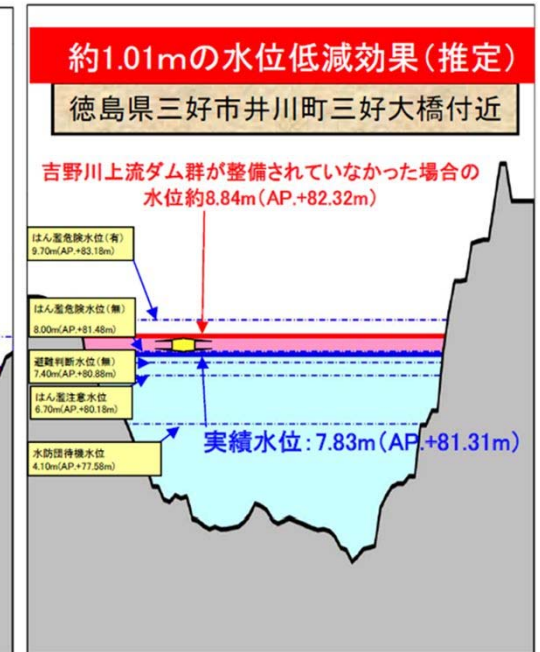 約1.01mの水位低減効果(推定)
徳島県三好市井川町三好大橋付近
吉野川上流ダム群が整備されていなかった場合の
水位約8.84m(AP.+82.32m)
はん濫危険水位(有)
9.70m(AP.+83.18m)
はん濫危険水位(無)
8.00m(AP.+81.48m)
避難判断水位(無)
7.40m(AP.+80.88m)
はん濫注意水位
6.70m(AP.+80.18m)
実績水位:7.83m(AP.+81.31m)
水防団待機水位
4.10m(AP.+77.58m)